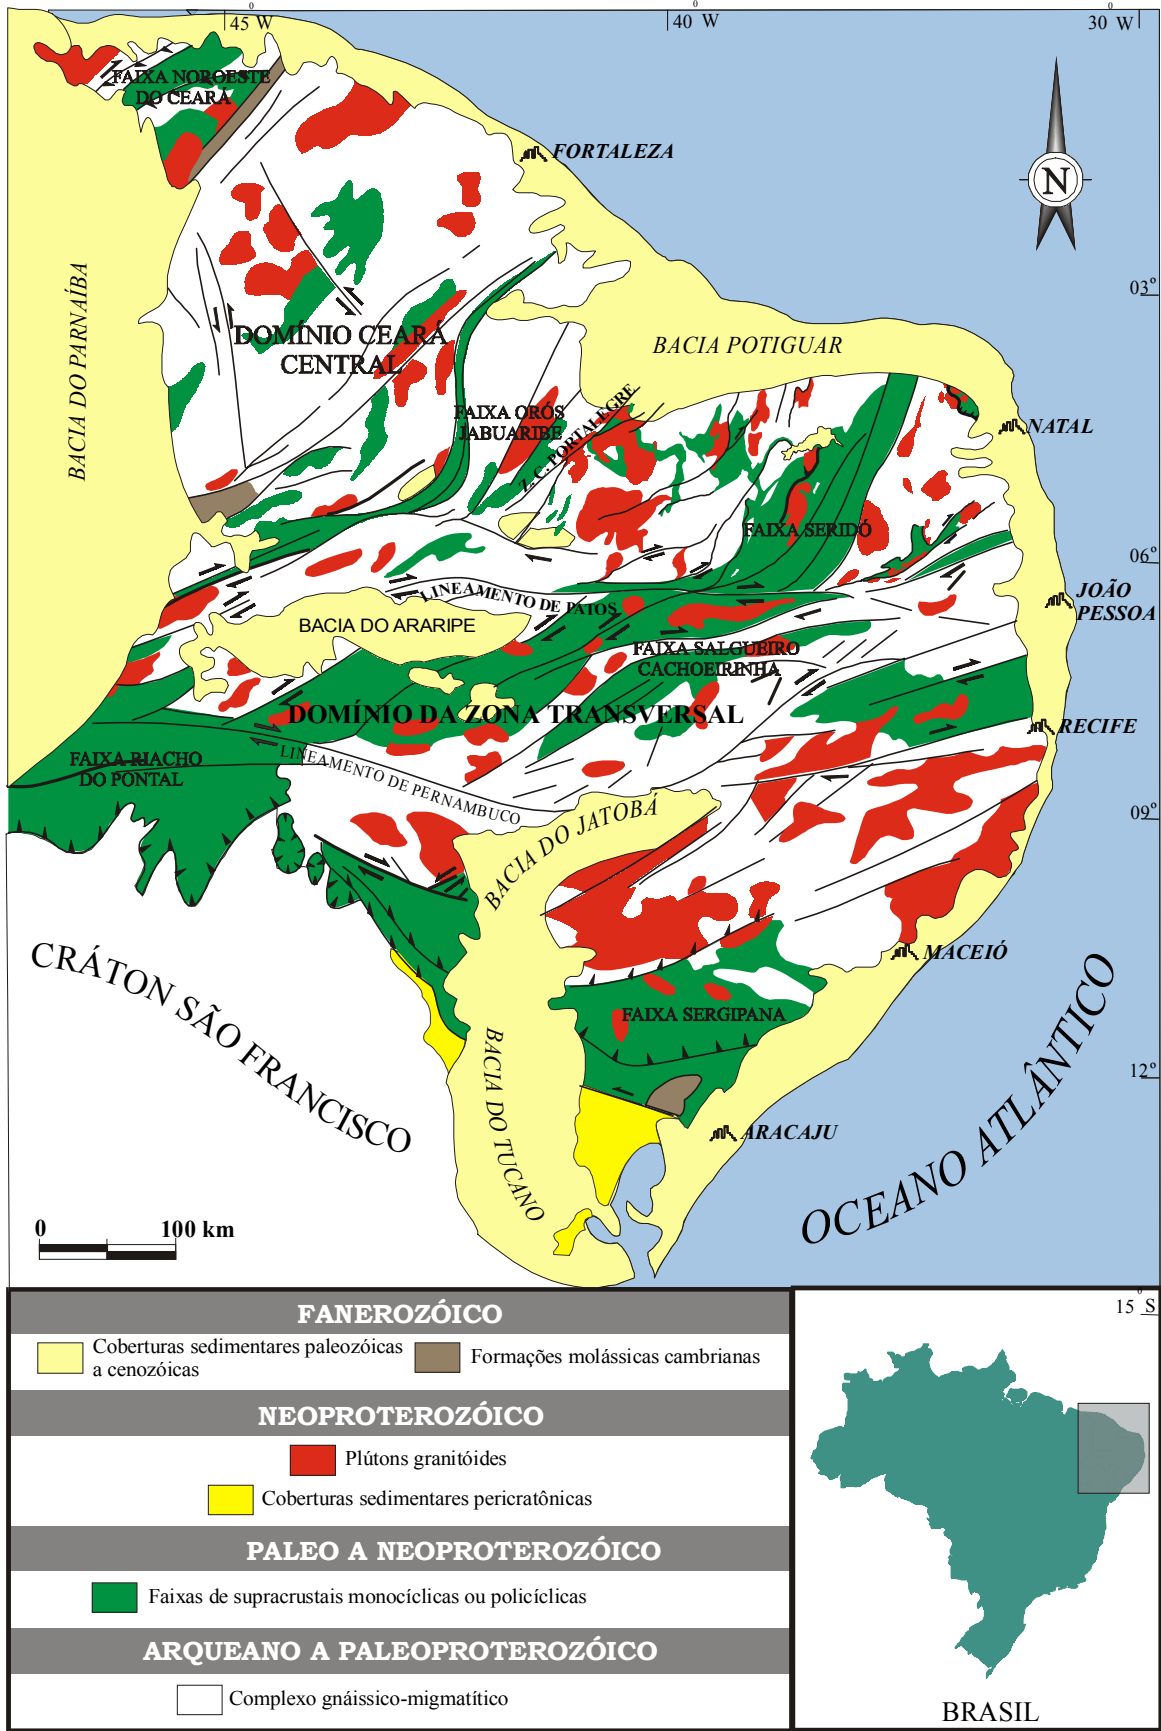 45 W
40 W
30 W
FAIXA NOROESTE
DO CEARÁ
FORTALEZA
N
BACIA DO PARNAÍBA
03°
DOMÍNIO CEARÁ
CENTRAL
BACIA POTIGUAR
FAIXA ORÓS
JABUARIBE
Z. C. PORTALEGRE
NATAL
FAIXA SERIDÓ
06°
LINEAMENTO DE PATOS
JOÃO
PESSOA
BACIA DO ARARIPE
FAIXA SALGUEIRO
CACHOEIRINHA
DOMÍNIO DA ZONA TRANSVERSAL
RECIFE
FAIXA RIACHO
DO PONTAL
LINEAMENTO DE PERNAMBUCO
09°
BACIA DO JATOBÁ
CRÁTON SÃO FRANCISCO
MACEIÓ
FAIXA SERGIPANA
BACIA DO TUCANO
12°
ARACAJU
OCEANO ATLÂNTICO
0
100 km
15 S
FANEROZÓICO
Coberturas sedimentares paleozóicas
a cenozóicas
Formações molássicas cambrianas
NEOPROTEROZÓICO
Plútons granitóides
Coberturas sedimentares pericratônicas
PALEO A NEOPROTEROZÓICO
Faixas de supracrustais monocíclicas ou policíclicas
ARQUEANO A PALEOPROTEROZÓICO
Complexo gnáissico-migmatítico
BRASIL